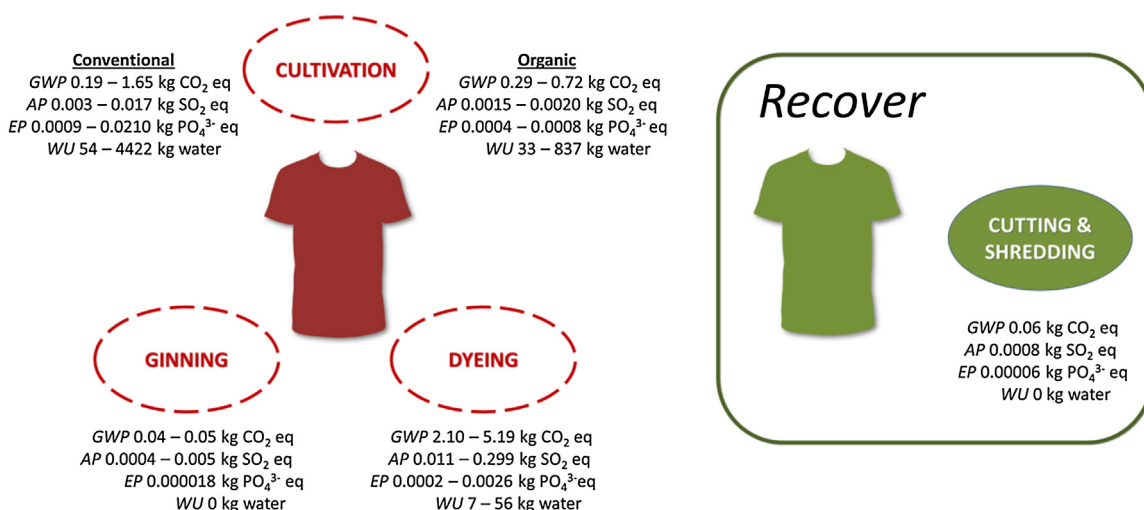 Conventional
GWP 0.19 – 1.65 kg CO₂ eq
AP 0.003 – 0.017 kg SO₂ eq
EP 0.0009 – 0.0210 kg PO₄³⁻ eq
WU 54 – 4422 kg water
CULTIVATION
Organic
GWP 0.29 – 0.72 kg CO₂ eq
AP 0.0015 – 0.0020 kg SO₂ eq
EP 0.0004 – 0.0008 kg PO₄³⁻ eq
WU 33 – 837 kg water
GINNING
GWP 0.04 – 0.05 kg CO₂ eq
AP 0.0004 – 0.005 kg SO₂ eq
EP 0.000018 kg PO₄³⁻ eq
WU 0 kg water
DYEING
GWP 2.10 – 5.19 kg CO₂ eq
AP 0.011 – 0.299 kg SO₂ eq
EP 0.0002 – 0.0026 kg PO₄³⁻eq
WU 7 – 56 kg water
Recover
CUTTING &
SHREDDING
GWP 0.06 kg CO₂ eq
AP 0.0008 kg SO₂ eq
EP 0.00006 kg PO₄³⁻ eq
WU 0 kg water